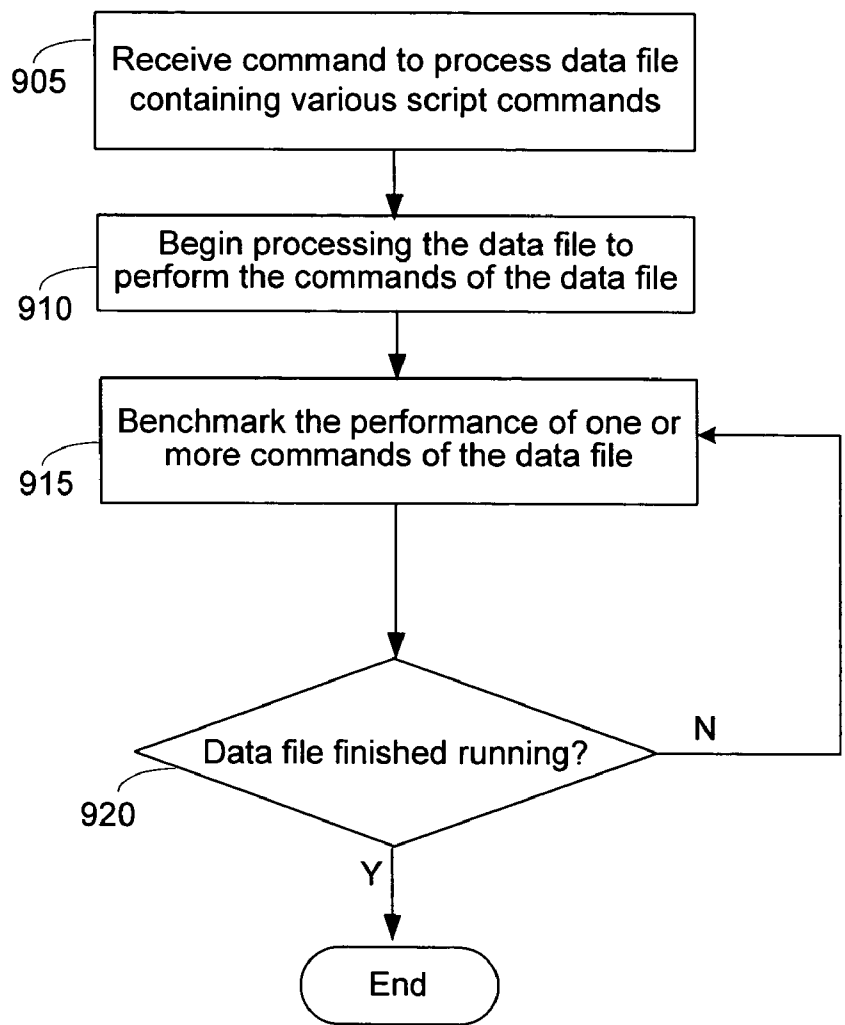 905
Receive command to process data file
containing various script commands
910
Begin processing the data file to
perform the commands of the data file
915
Benchmark the performance of one or
more commands of the data file
920
Data file finished running?
N
Y
End